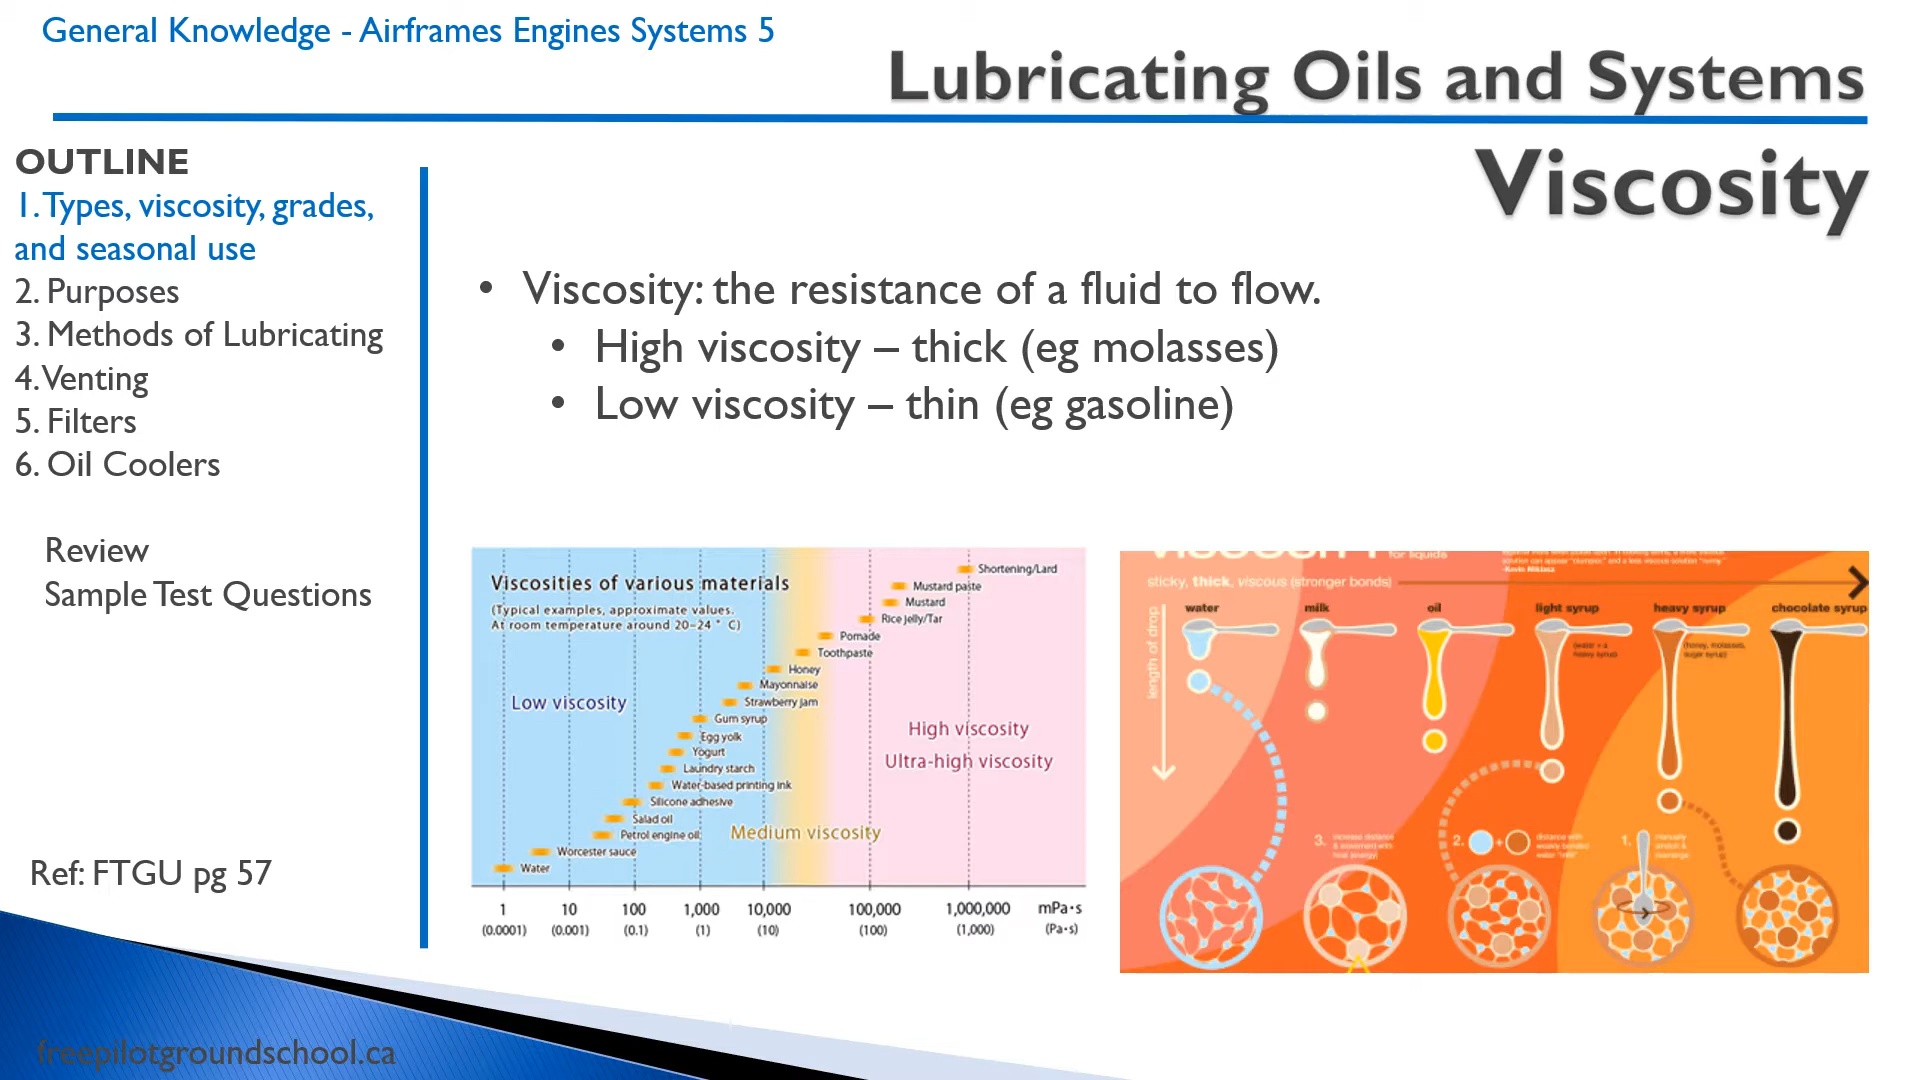 General Knowledge - Airframes Engines Systems 5
Lubricating Oils and Systems
Viscosity
OUTLINE
1. Types, viscosity, grades,
and seasonal use
2. Purposes
3. Methods of Lubricating
4. Venting
5. Filters
6. Oil Coolers
Review
Sample Test Questions
Ref: FTGU pg 57
freepilotgroundschool.ca
• Viscosity: the resistance of a fluid to flow.
• High viscosity – thick (eg molasses)
• Low viscosity – thin (eg gasoline)
Viscosities of various materials
(Typical examples, approximate values.
At room temperature around 20-24 ° C)
Shortening/Lard
Mustard paste
Mustard
Rice jelly/Tar
Pomade
Toothpaste
Honey
Mayonnaise
Strawberry jam
Gum syrup
Egg yolk
Yogurt
Laundry starch
Water-based printing ink
Silicone adhesive
Salad oil
Petrol engine oil
Worcester sauce
Water
Low viscosity
High viscosity
Ultra-high viscosity
Medium viscosity
1 10 100 1,000 10,000 100,000 1,000,000 mPa・s
(0.0001) (0.001) (0.1) (1) (10) (100) (1,000) (Pa・s)
for liquids
sticky, thick, viscous (stronger bonds)
water milk oil light syrup heavy syrup chocolate syrup
(honey, molasses,
sugar syrup)
length of drop
3.
2. +
1.